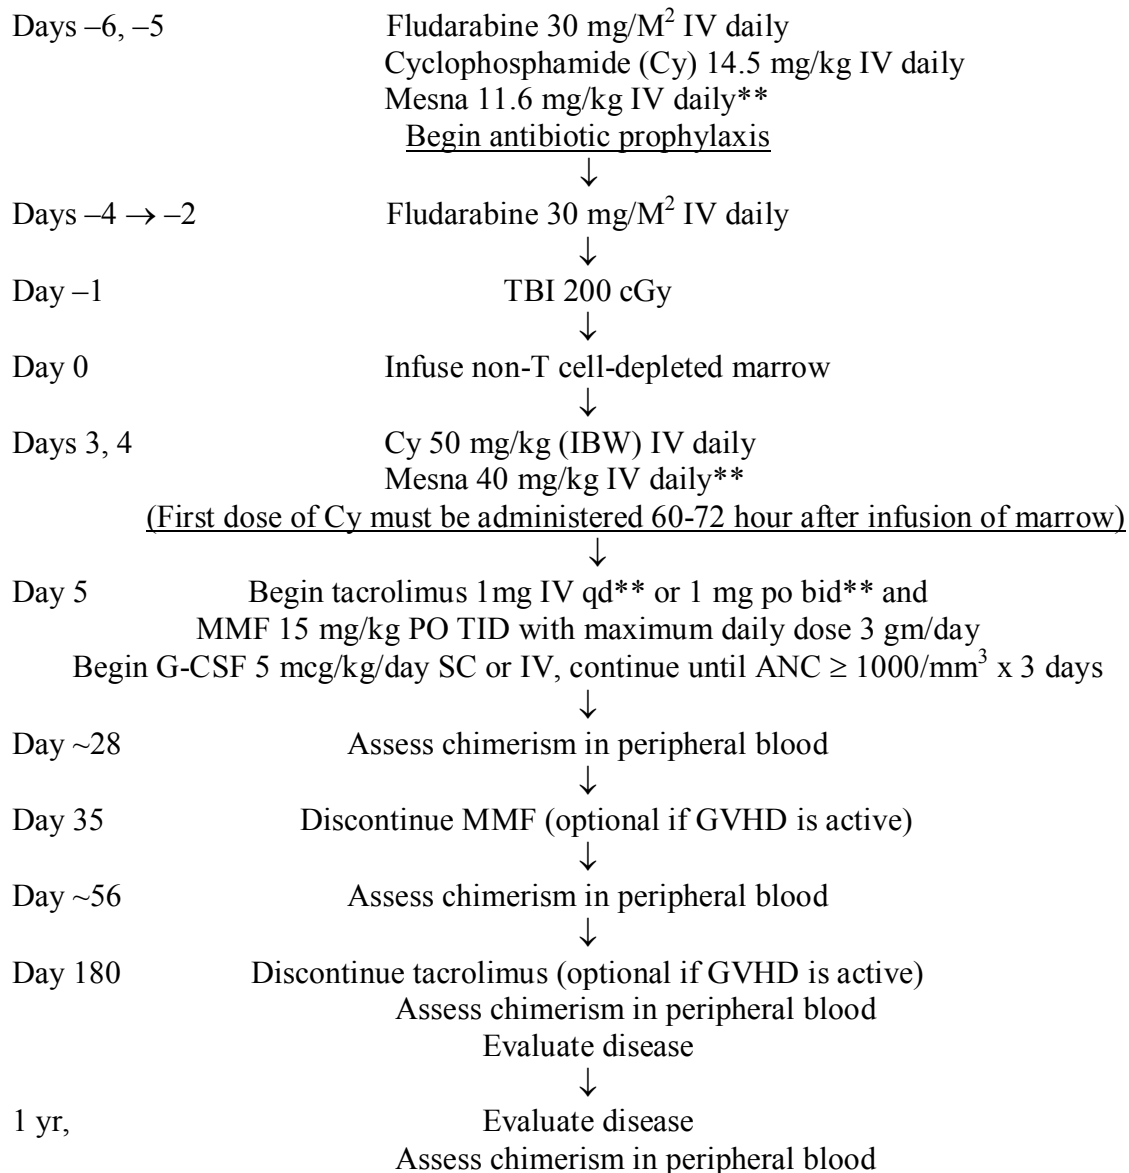 Days –6, –5 Fludarabine 30 mg/M² IV daily
Cyclophosphamide (Cy) 14.5 mg/kg IV daily
Mesna 11.6 mg/kg IV daily**
Begin antibiotic prophylaxis
↓
Days –4 → –2 Fludarabine 30 mg/M² IV daily
↓
Day –1 TBI 200 cGy
↓
Day 0 Infuse non-T cell-depleted marrow
↓
Days 3, 4 Cy 50 mg/kg (IBW) IV daily
Mesna 40 mg/kg IV daily**
(First dose of Cy must be administered 60-72 hour after infusion of marrow)
↓
Day 5 Begin tacrolimus 1mg IV qd** or 1 mg po bid** and
MMF 15 mg/kg PO TID with maximum daily dose 3 gm/day
Begin G-CSF 5 mcg/kg/day SC or IV, continue until ANC ≥ 1000/mm³ x 3 days
↓
Day ~28 Assess chimerism in peripheral blood
↓
Day 35 Discontinue MMF (optional if GVHD is active)
↓
Day ~56 Assess chimerism in peripheral blood
↓
Day 180 Discontinue tacrolimus (optional if GVHD is active)
Assess chimerism in peripheral blood
Evaluate disease
↓
1 yr, Evaluate disease
Assess chimerism in peripheral blood